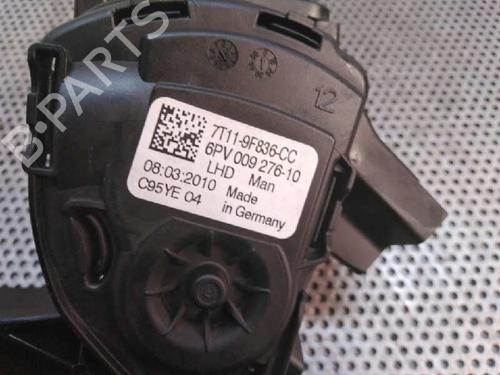 B-PARTS
12
7T11-9F836-CC
6PV 009 276-10
LHD Man
08:03:2010 Made
C95YE 04 in Germany